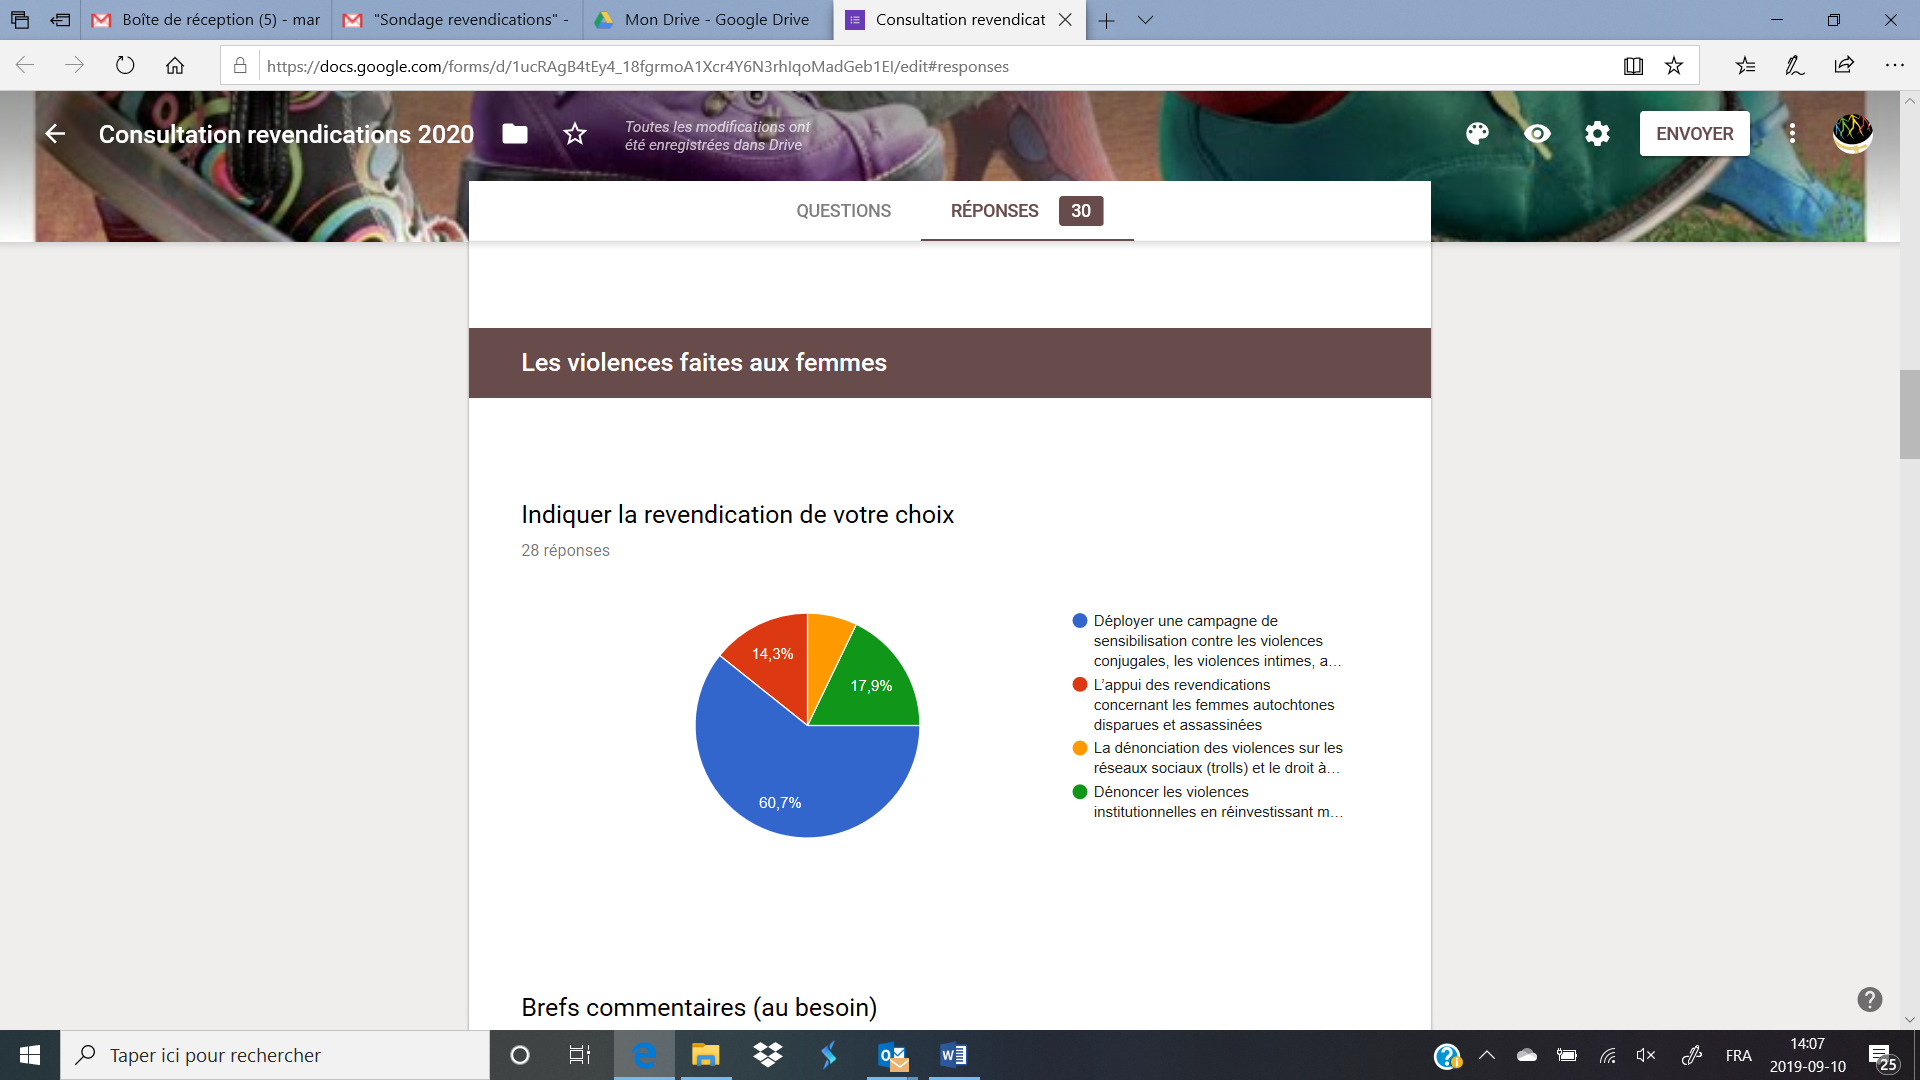 Boîte de réception (5) - mar
"Sondage revendications" -
Mon Drive - Google Drive
Consultation revendicat
https://docs.google.com/forms/d/1ucRAgB4tEy4_18fgrmoA1Xcr4Y6N3rhIqoMadGeb1EI/edit#responses
Consultation revendications 2020
Toutes les modifications ont
été enregistrées dans Drive
ENVOYER
QUESTIONS
RÉPONSES 30
Les violences faites aux femmes
Indiquer la revendication de votre choix
28 réponses
14,3%
17,9%
60,7%
Déployer une campagne de
sensibilisation contre les violences
conjugales, les violences intimes, a…
L'appui des revendications
concernant les femmes autochtones
disparues et assassinées
La dénonciation des violences sur les
réseaux sociaux (trolls) et le droit à…
Dénoncer les violences
institutionnelles en réinvestissant m…
Brefs commentaires (au besoin)
Taper ici pour rechercher
FRA
14:07
2019-09-10
25